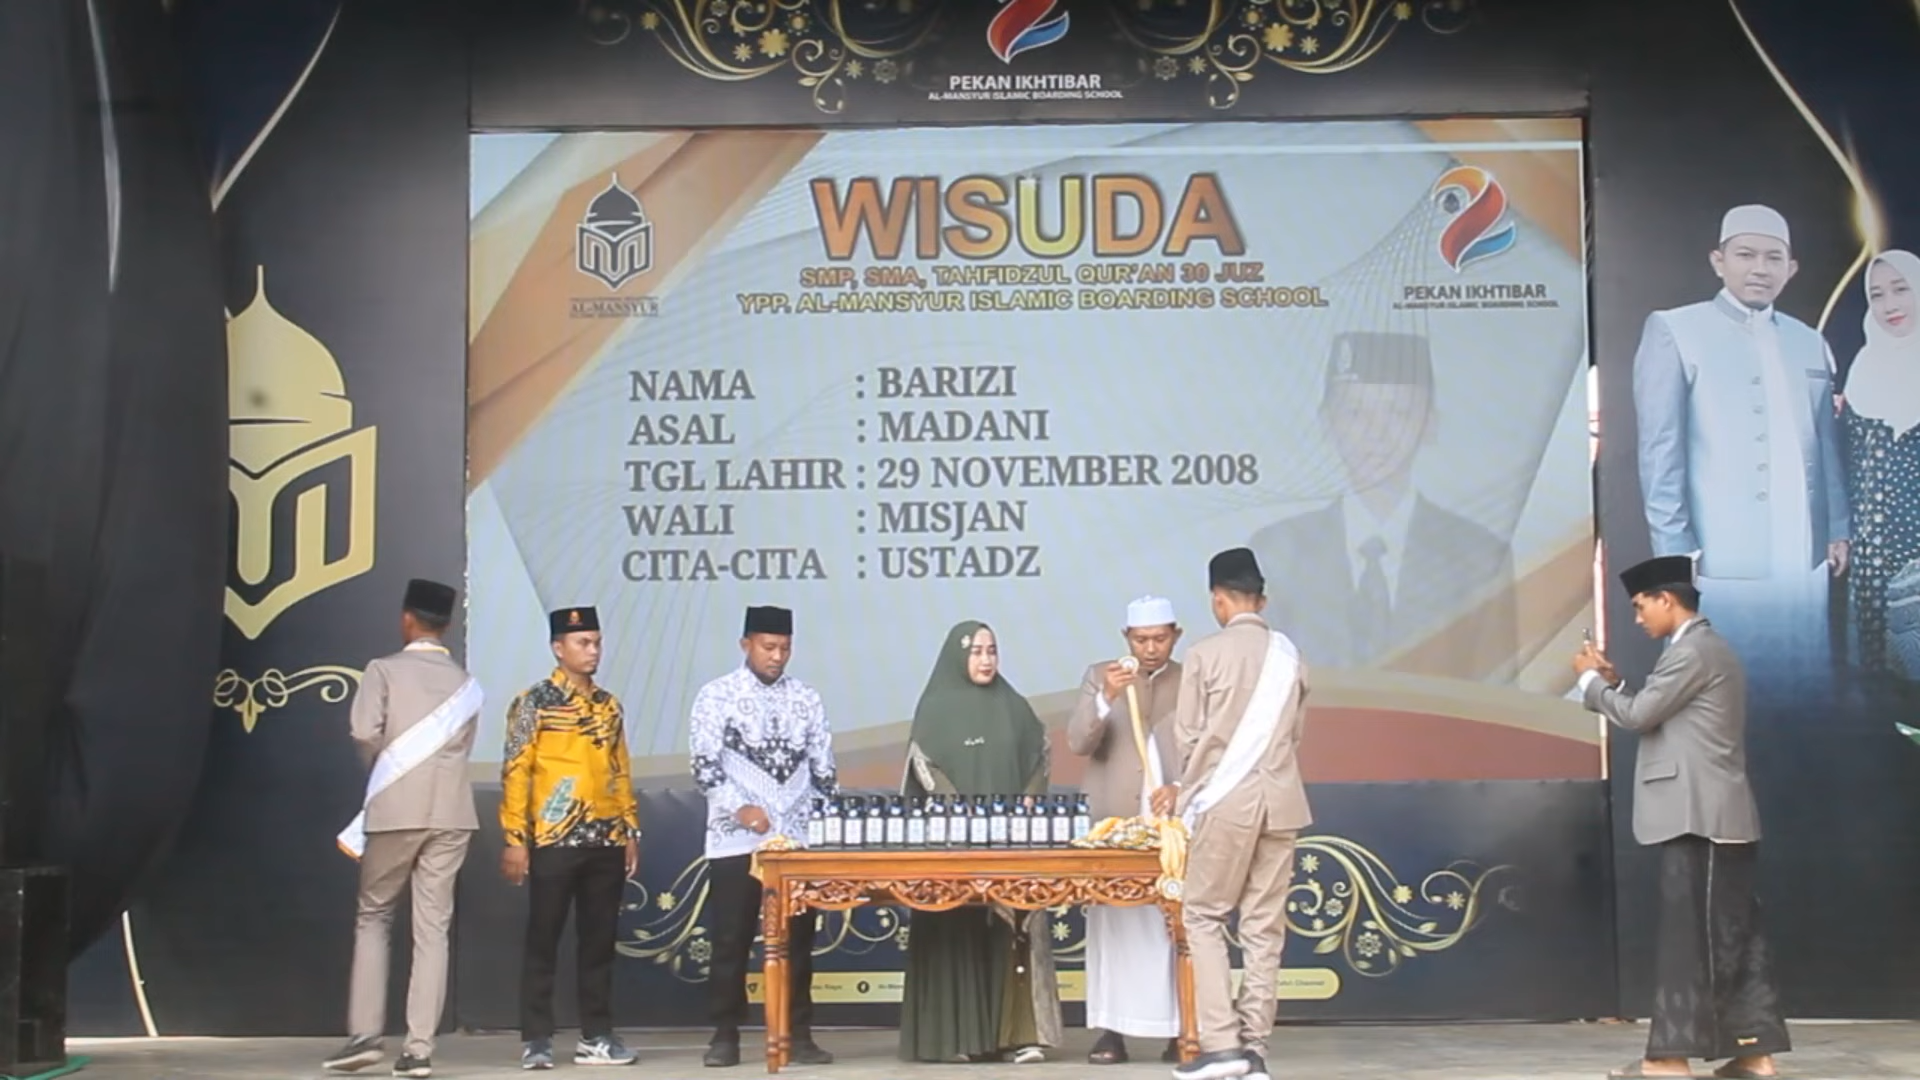 PEKAN IKHTIBAR
AL-MANSYUR ISLAMIC BOARDING SCHOOL
WISUDA
SMP, SMA, TAHFIDZUL QUR'AN 30 JUZ
YPP. AL-MANSYUR ISLAMIC BOARDING SCHOOL
AL-MANSYUR
PEKAN IKHTIBAR
AL-MANSYUR ISLAMIC BOARDING SCHOOL
NAMA : BARIZI
ASAL : MADANI
TGL LAHIR : 29 NOVEMBER 2008
WALI : MISJAN
CITA-CITA : USTADZ